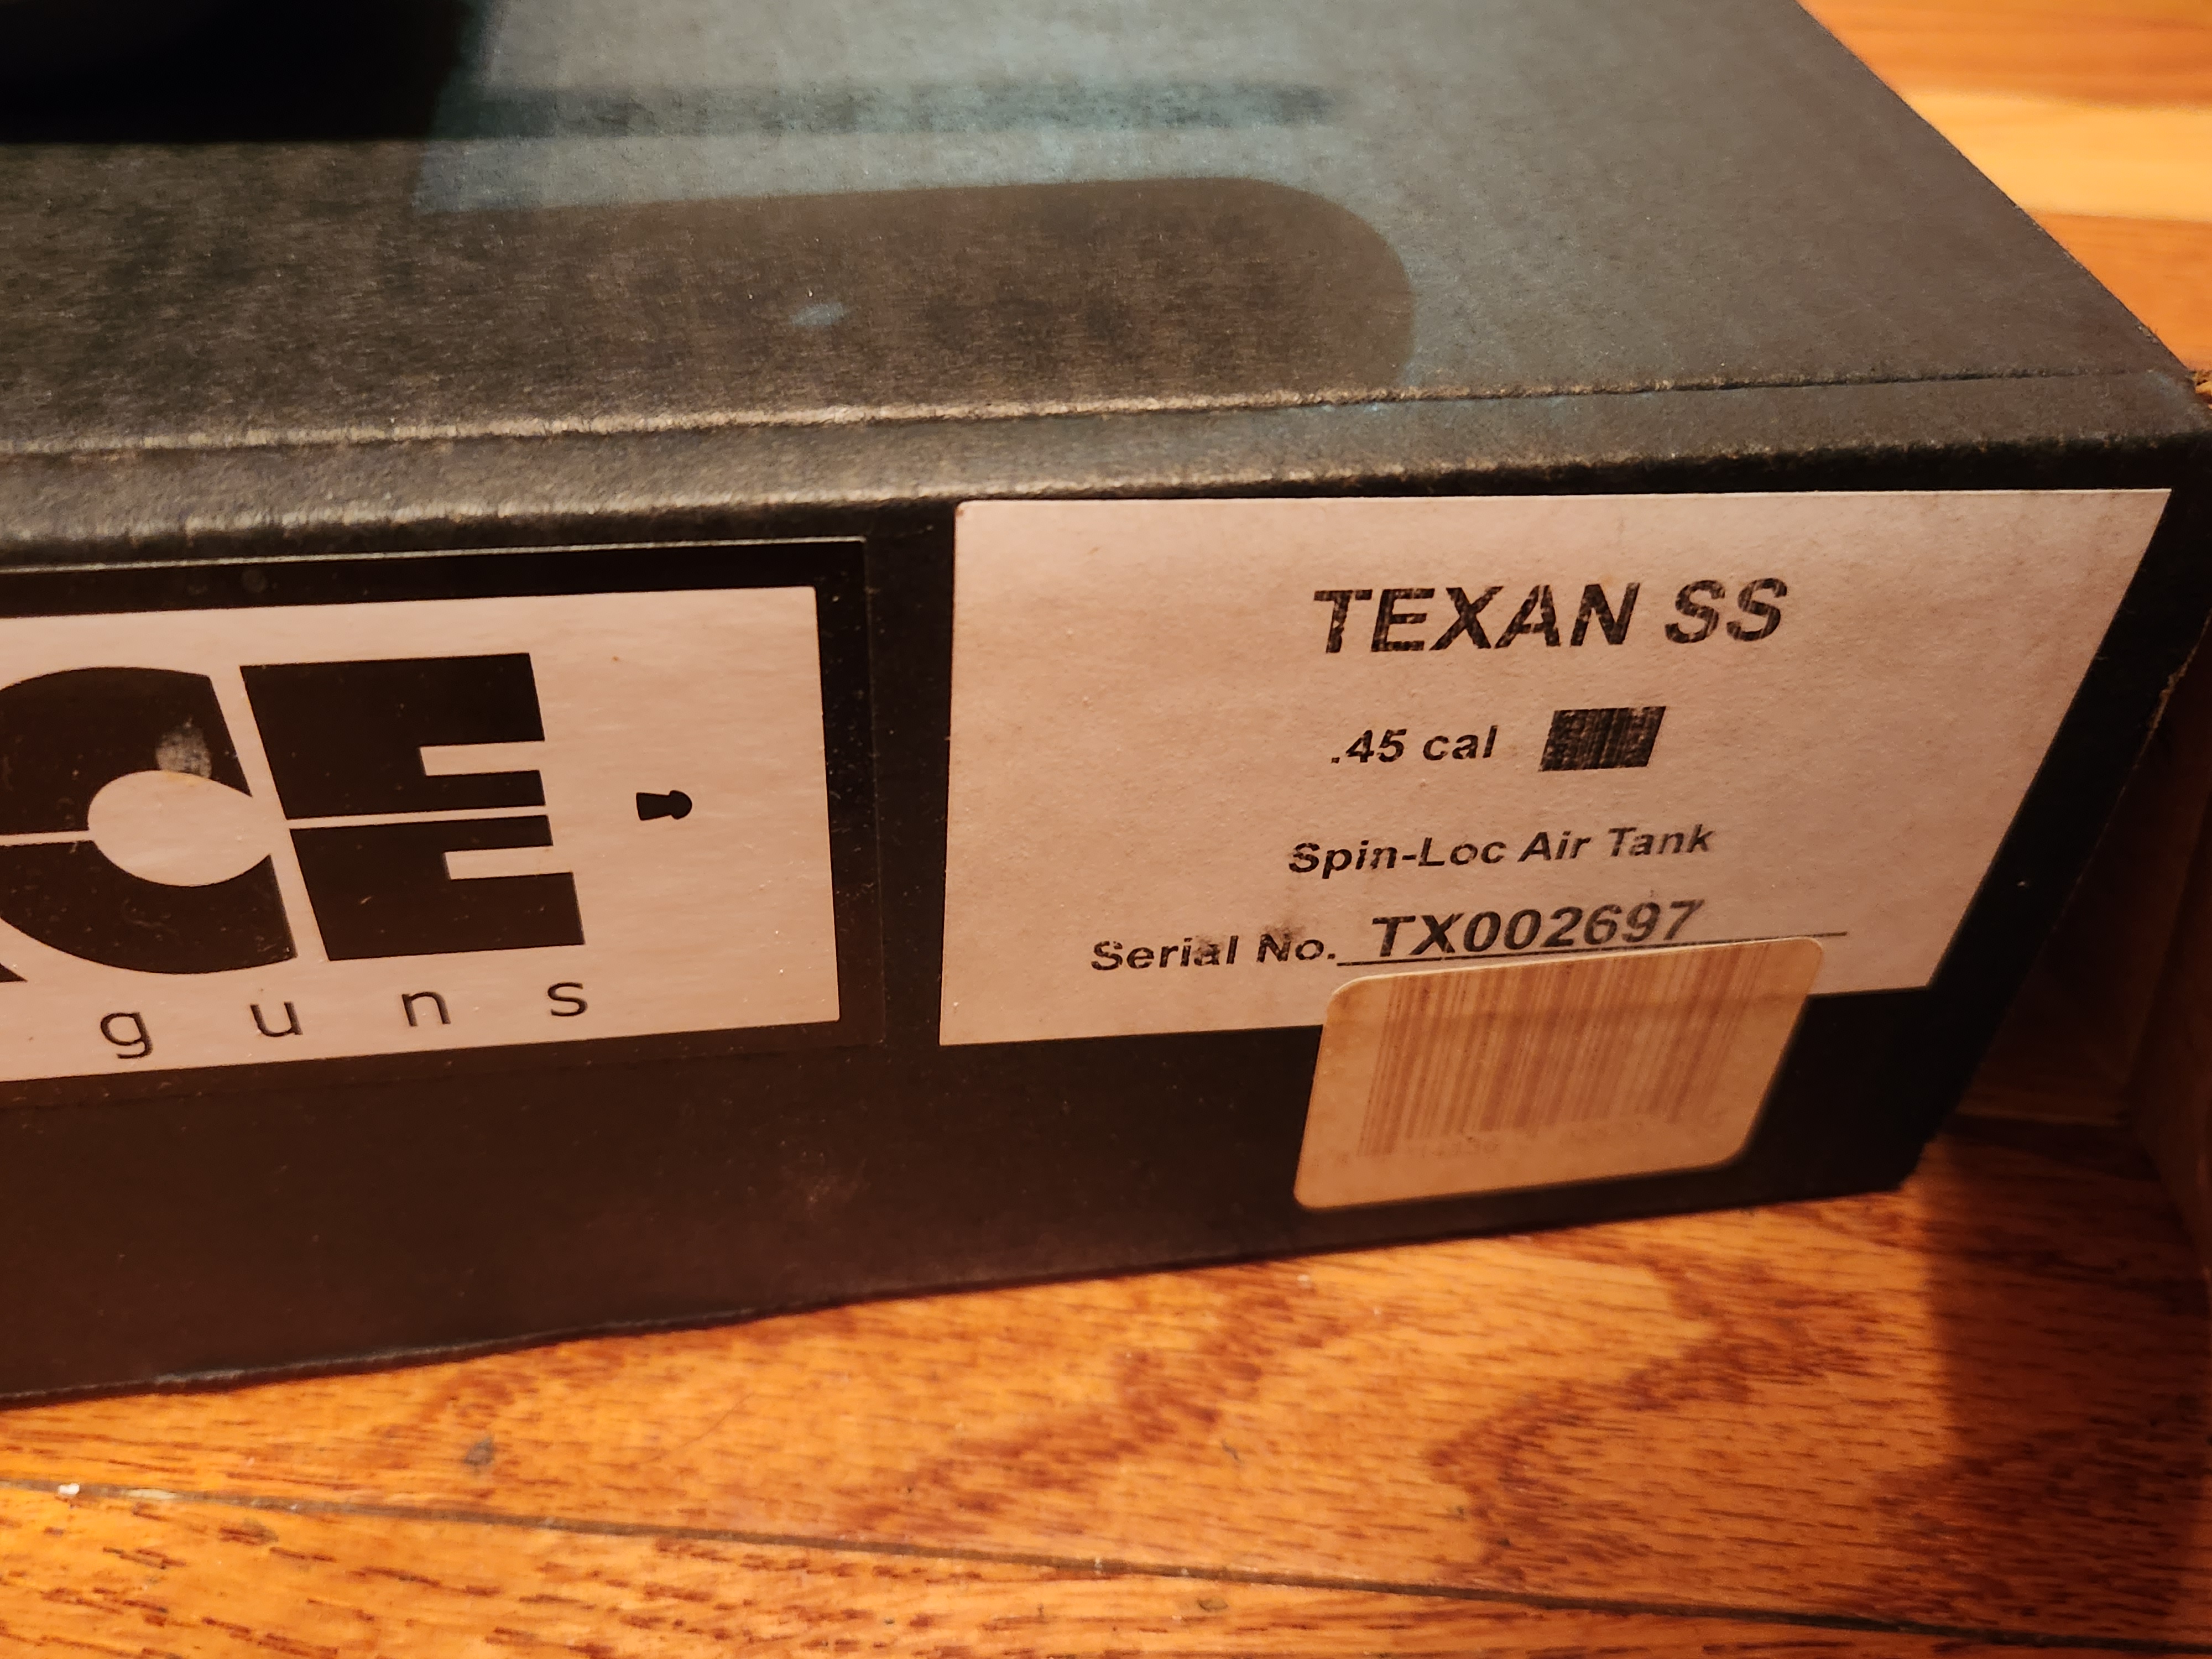 CE
guns
TEXAN SS
.45 cal
Spin-Loc Air Tank
Serial No. TX002697